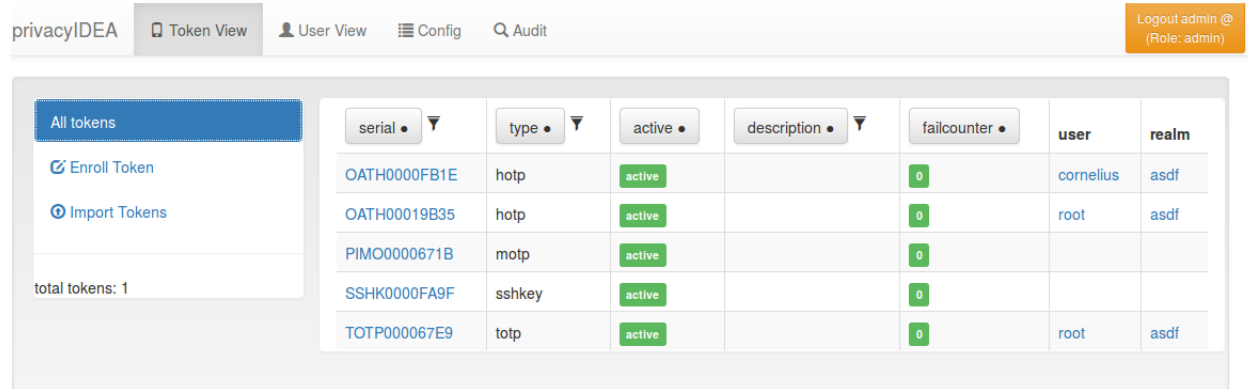 privacyIDEA Token View User View Config Audit Logout admin @
(Role: admin)
All tokens
Enroll Token
Import Tokens
total tokens: 1
serial ● type ● active ● description ● failcounter ● user realm
OATH0000FB1E hotp active 0 cornelius asdf
OATH00019B35 hotp active 0 root asdf
PIMO0000671B motp active 0
SSHK0000FA9F sshkey active 0
TOTP000067E9 totp active 0 root asdf